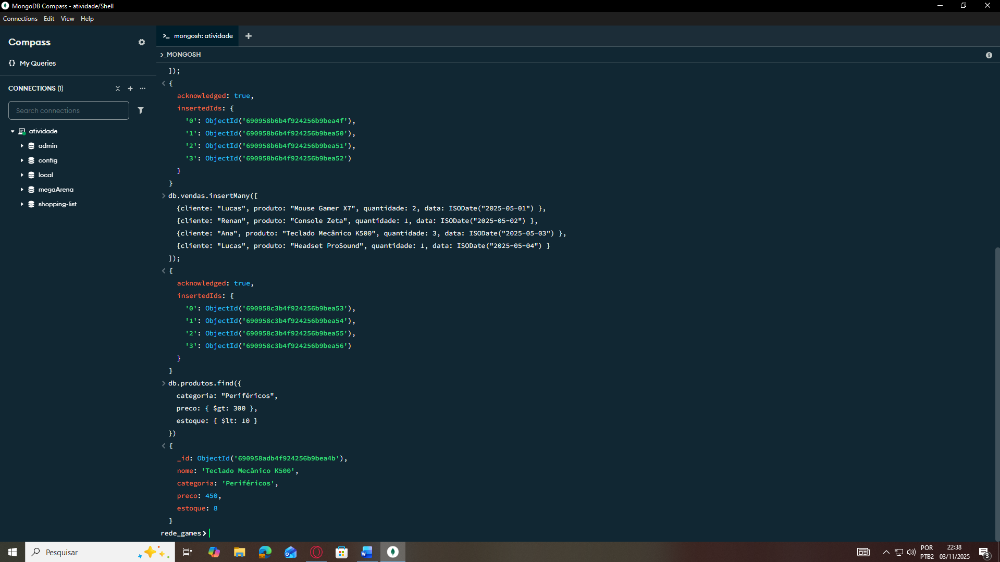 MongoDB Compass - atividade/Shell
Connections Edit View Help
Compass
>_ mongosh: atividade
{} My Queries
>_MONGOSH
CONNECTIONS (1)
Search connections
atividade
admin
config
local
megaArena
shopping-list
]);
< {
acknowledged: true,
insertedIds: {
'0': ObjectId('690958b6b4f924256b9bea4f'),
'1': ObjectId('690958b6b4f924256b9bea50'),
'2': ObjectId('690958b6b4f924256b9bea51'),
'3': ObjectId('690958b6b4f924256b9bea52')
}
}
> db.vendas.insertMany([
{cliente: "Lucas", produto: "Mouse Gamer X7", quantidade: 2, data: ISODate("2025-05-01") },
{cliente: "Renan", produto: "Console Zeta", quantidade: 1, data: ISODate("2025-05-02") },
{cliente: "Ana", produto: "Teclado Mecânico K500", quantidade: 3, data: ISODate("2025-05-03") },
{cliente: "Lucas", produto: "Headset ProSound", quantidade: 1, data: ISODate("2025-05-04") }
]);
< {
acknowledged: true,
insertedIds: {
'0': ObjectId('690958c3b4f924256b9bea53'),
'1': ObjectId('690958c3b4f924256b9bea54'),
'2': ObjectId('690958c3b4f924256b9bea55'),
'3': ObjectId('690958c3b4f924256b9bea56')
}
}
> db.produtos.find({
categoria: "Periféricos",
preco: { $gt: 300 },
estoque: { $lt: 10 }
})
< {
_id: ObjectId('690958adb4f924256b9bea4b'),
nome: 'Teclado Mecânico K500',
categoria: 'Periféricos',
preco: 450,
estoque: 8
}
rede_games>
Pesquisar
POR
PTB2
22:38
03/11/2025
3